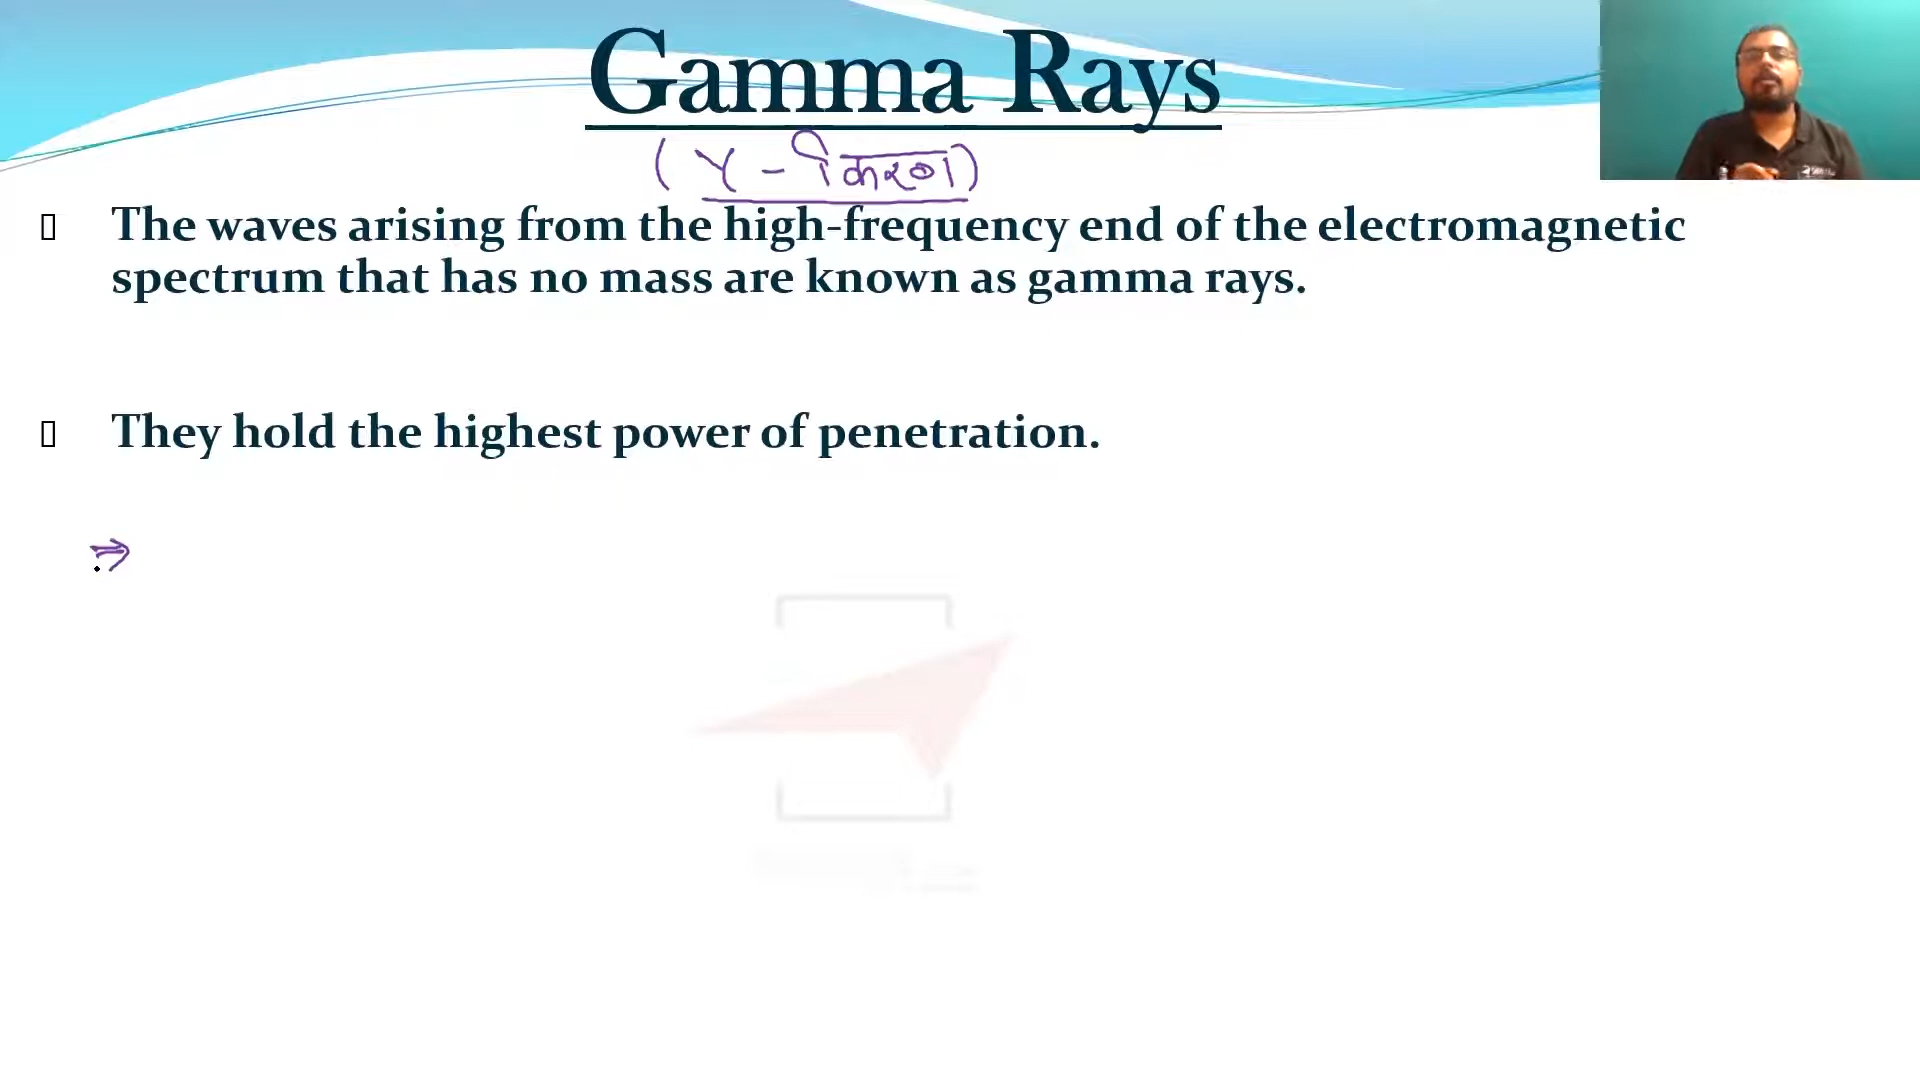 Gamma Rays
(γ - किरण)
The waves arising from the high-frequency end of the electromagnetic
spectrum that has no mass are known as gamma rays.
They hold the highest power of penetration.
⇒